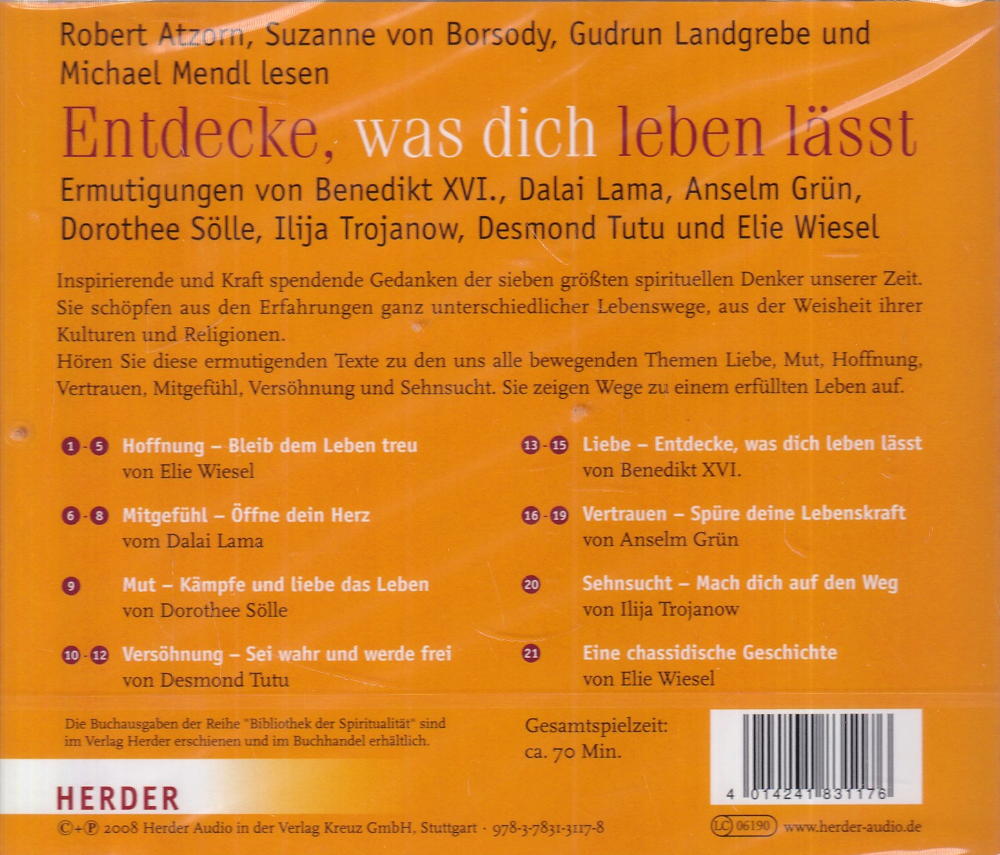 Robert Atzorn, Suzanne von Borsody, Gudrun Landgrebe und
Michael Mendl lesen
Entdecke, was dich leben lässt
Ermutigungen von Benedikt XVI., Dalai Lama, Anselm Grün,
Dorothee Sölle, Ilija Trojanow, Desmond Tutu und Elie Wiesel
Inspirierende und Kraft spendende Gedanken der sieben größten spirituellen Denker unserer Zeit.
Sie schöpfen aus den Erfahrungen ganz unterschiedlicher Lebenswege, aus der Weisheit ihrer
Kulturen und Religionen.
Hören Sie diese ermutigenden Texte zu den uns alle bewegenden Themen Liebe, Mut, Hoffnung,
Vertrauen, Mitgefühl, Versöhnung und Sehnsucht. Sie zeigen Wege zu einem erfüllten Leben auf.
1 - 5 Hoffnung – Bleib dem Leben treu
von Elie Wiesel
6 - 8 Mitgefühl – Öffne dein Herz
vom Dalai Lama
9 Mut – Kämpfe und liebe das Leben
von Dorothee Sölle
10 - 12 Versöhnung – Sei wahr und werde frei
von Desmond Tutu
13 - 15 Liebe – Entdecke, was dich leben lässt
von Benedikt XVI.
16 - 19 Vertrauen – Spüre deine Lebenskraft
von Anselm Grün
20 Sehnsucht – Mach dich auf den Weg
von Ilija Trojanow
21 Eine chassidische Geschichte
von Elie Wiesel
Die Buchausgaben der Reihe "Bibliothek der Spiritualität" sind
im Verlag Herder erschienen und im Buchhandel erhältlich.
Gesamtspielzeit:
ca. 70 Min.
4 014241 831176
HERDER
©+℗ 2008 Herder Audio in der Verlag Kreuz GmbH, Stuttgart · 978-3-7831-3117-8
LC 06190 www.herder-audio.de